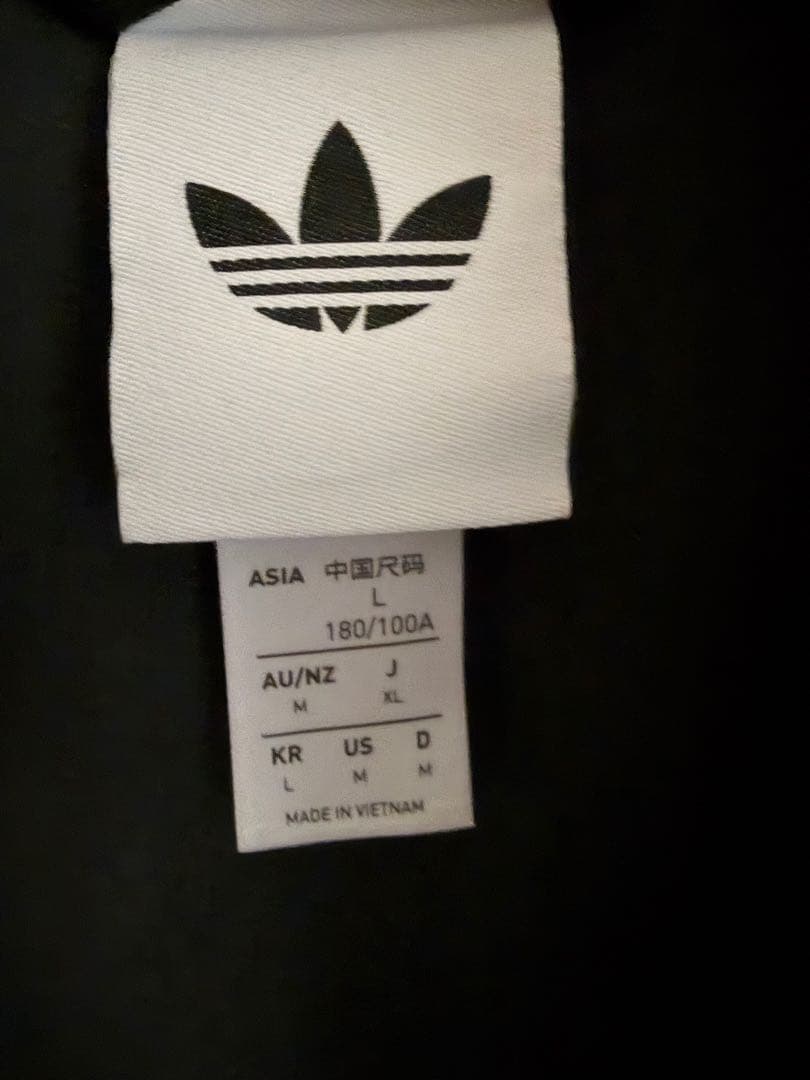 ASIA 中国尺码
L
180/100A
AU/NZ J
M XL
KR US D
L M M
MADE IN VIETNAM